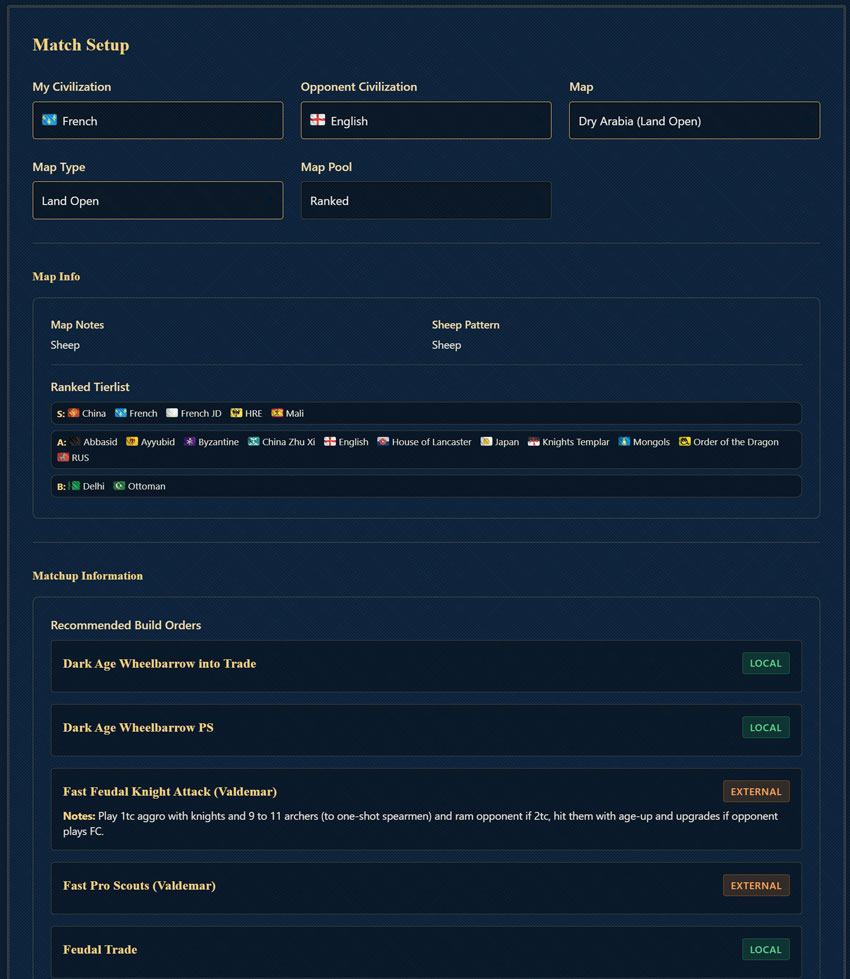 Match Setup
My Civilization
Opponent Civilization
Map
French
English
Dry Arabia (Land Open)
Map Type
Map Pool
Land Open
Ranked
Map Info
Map Notes
Sheep Pattern
Sheep
Sheep
Ranked Tierlist
S: China French French JD HRE Mali
A: Abbasid Ayyubid Byzantine China Zhu Xi English House of Lancaster Japan Knights Templar Mongols Order of the Dragon
RUS
B: Delhi Ottoman
Matchup Information
Recommended Build Orders
Dark Age Wheelbarrow into Trade
LOCAL
Dark Age Wheelbarrow PS
LOCAL
Fast Feudal Knight Attack (Valdemar)
EXTERNAL
Notes: Play 1tc aggro with knights and 9 to 11 archers (to one-shot spearmen) and ram opponent if 2tc, hit them with age-up and upgrades if opponent
plays FC.
Fast Pro Scouts (Valdemar)
EXTERNAL
Feudal Trade
LOCAL